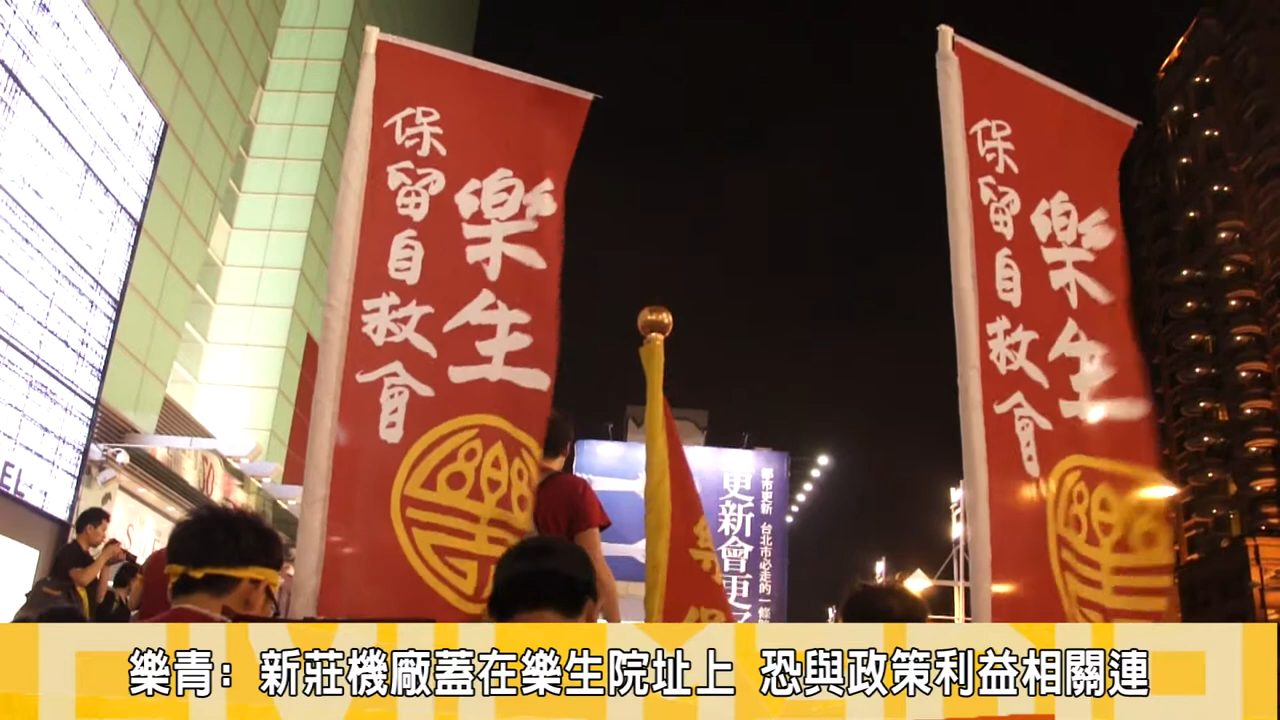 樂生
保留自救會
樂生
保留自救會
都市更新 台北市必走的一條
更新會更
EL
樂青：新莊機廠蓋在樂生院址上 恐與政策利益相關連